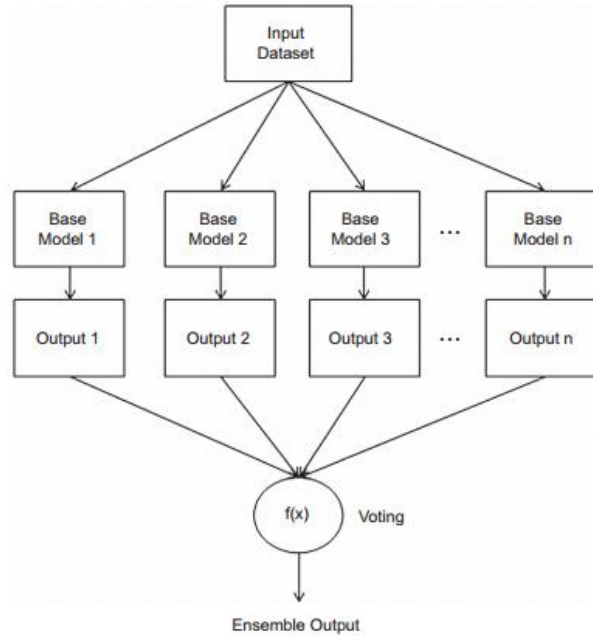 Input
Dataset
Base
Model 1
Base
Model 2
Base
Model 3
...
Base
Model n
Output 1
Output 2
Output 3
...
Output n
f(x)
Voting
Ensemble Output